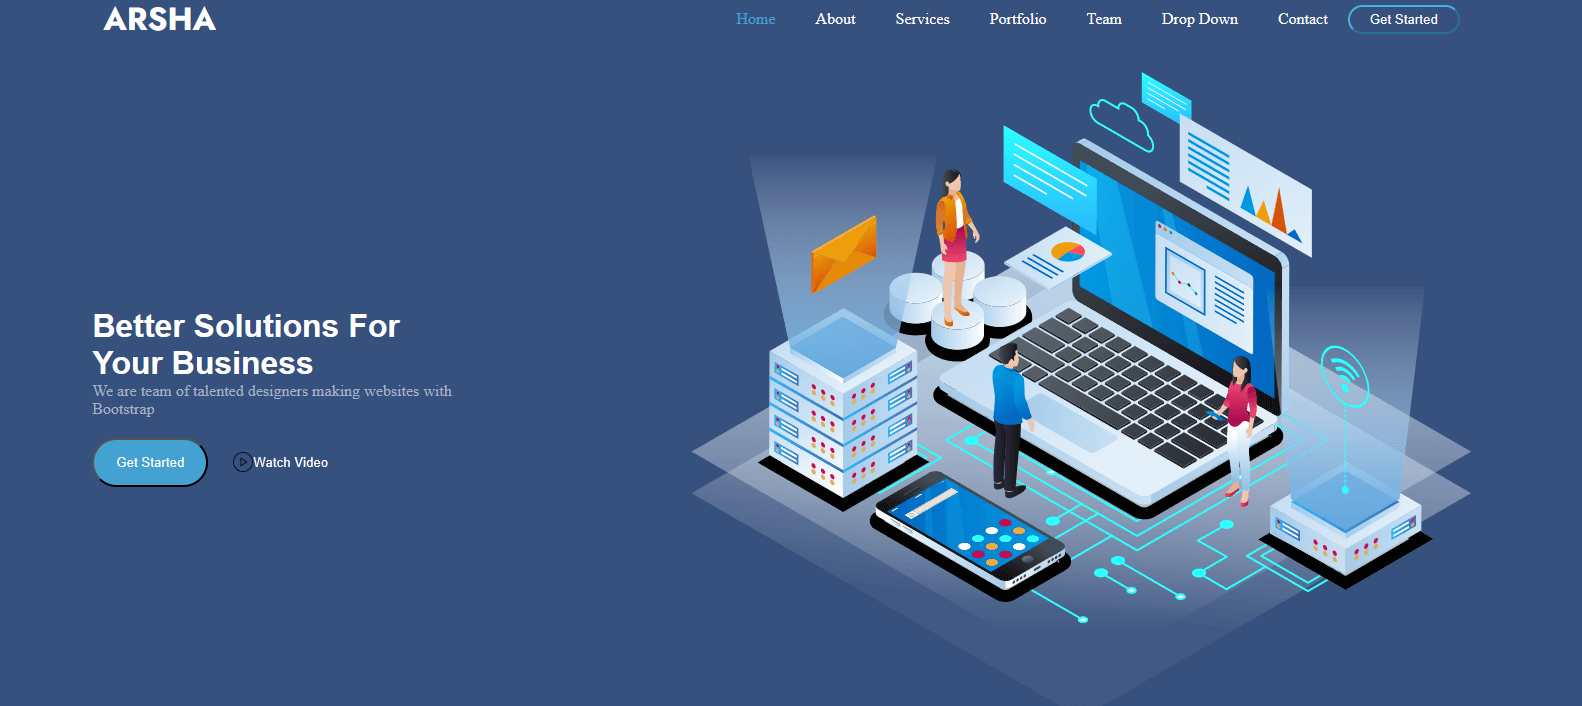 ARSHA
Home About Services Portfolio Team Drop Down Contact Get Started
Better Solutions For
Your Business
We are team of talented designers making websites with
Bootstrap
Get Started Watch Video